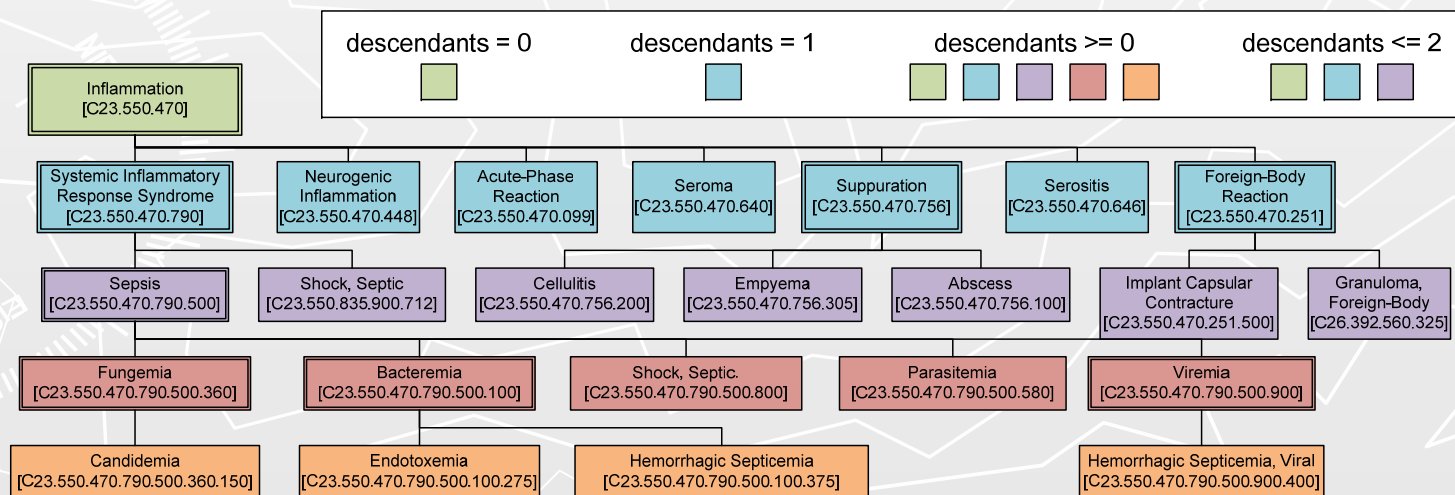 descendants = 0
descendants = 1
descendants >= 0
descendants <= 2
Inflammation
[C23.550.470]
Systemic Inflammatory
Response Syndrome
[C23.550.470.790]
Neurogenic
Inflammation
[C23.550.470.448]
Acute-Phase
Reaction
[C23.550.470.099]
Seroma
[C23.550.470.640]
Suppuration
[C23.550.470.756]
Serositis
[C23.550.470.646]
Foreign-Body
Reaction
[C23.550.470.251]
Sepsis
[C23.550.470.790.500]
Shock, Septic
[C23.550.835.900.712]
Cellulitis
[C23.550.470.756.200]
Empyema
[C23.550.470.756.305]
Abscess
[C23.550.470.756.100]
Implant Capsular
Contracture
[C23.550.470.251.500]
Granuloma,
Foreign-Body
[C26.392.560.325]
Fungemia
[C23.550.470.790.500.360]
Bacteremia
[C23.550.470.790.500.100]
Shock, Septic.
[C23.550.470.790.500.800]
Parasitemia
[C23.550.470.790.500.580]
Viremia
[C23.550.470.790.500.900]
Candidemia
[C23.550.470.790.500.360.150]
Endotoxemia
[C23.550.470.790.500.100.275]
Hemorrhagic Septicemia
[C23.550.470.790.500.100.375]
Hemorrhagic Septicemia, Viral
[C23.550.470.790.500.900.400]